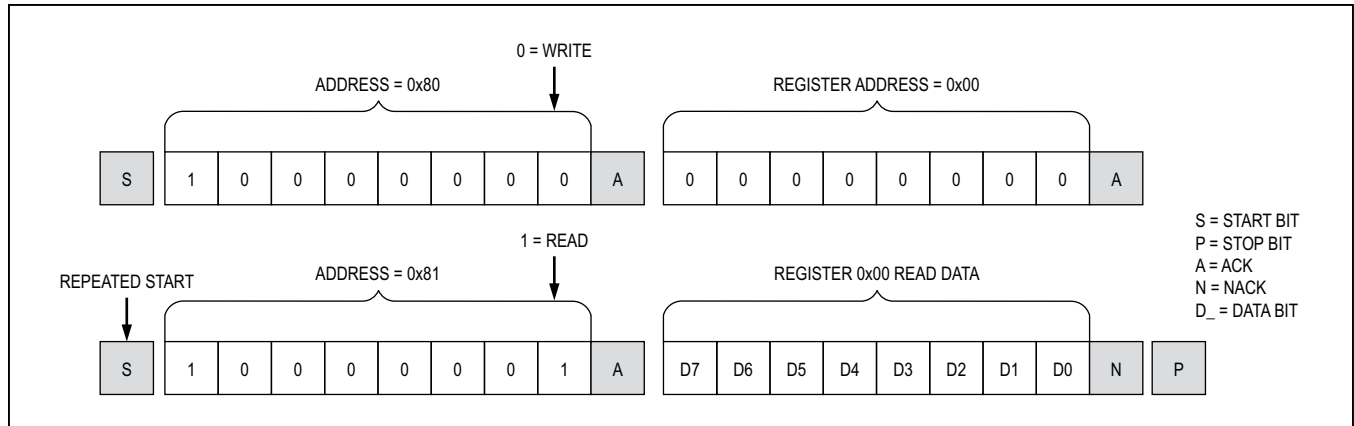 0 = WRITE
ADDRESS = 0x80 REGISTER ADDRESS = 0x00
S 1 0 0 0 0 0 0 0 A 0 0 0 0 0 0 0 0 A
1 = READ
REPEATED START ADDRESS = 0x81 REGISTER 0x00 READ DATA
S 1 0 0 0 0 0 0 1 A D7 D6 D5 D4 D3 D2 D1 D0 N P
S = START BIT
P = STOP BIT
A = ACK
N = NACK
D_ = DATA BIT